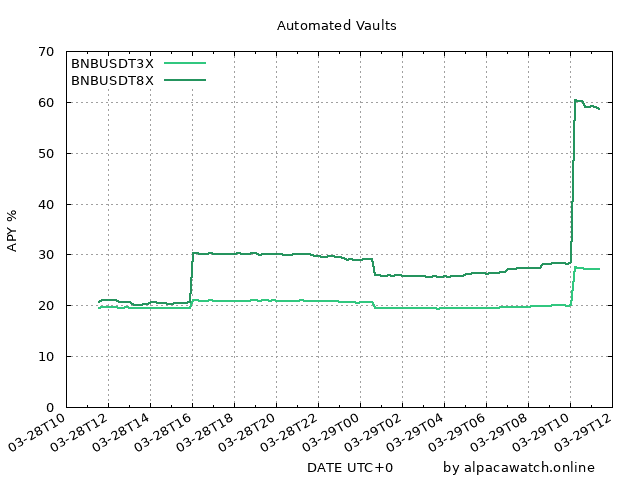 Automated Vaults
BNBUSDT3X
BNBUSDT8X
70
60
50
40
30
20
10
0
APY %
03-28T10
03-28T12
03-28T14
03-28T16
03-28T18
03-28T20
03-28T22
03-29T00
03-29T02
03-29T04
03-29T06
03-29T08
03-29T10
03-29T12
DATE UTC+0
by alpacawatch.online